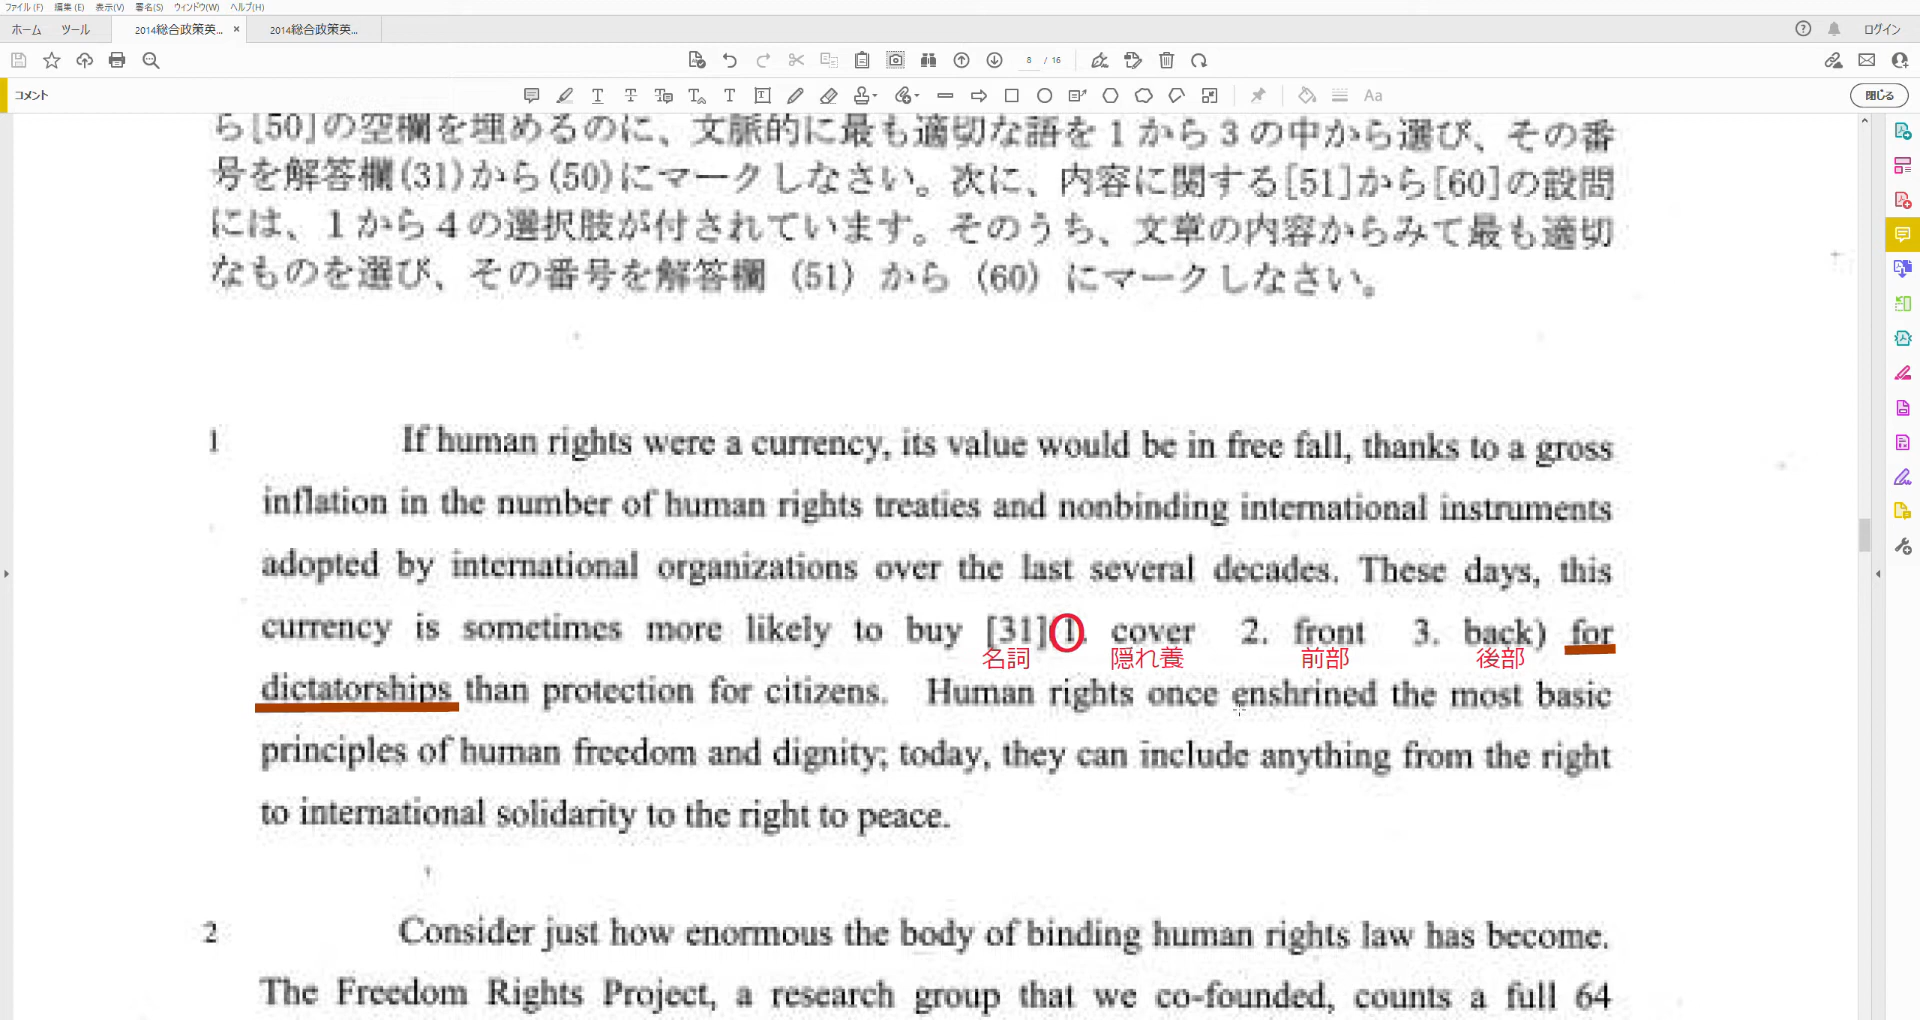 ファイル(F) 編集(E) 表示(V) 署名(S) ウィンドウ(W) ヘルプ(H)
ホーム ツール 2014総合政策英... × 2014総合政策英... ログイン
8 / 16
コメント 閉じる
ら[50]の空欄を埋めるのに、文脈的に最も適切な語を1から3の中から選び、その番
号を解答欄(31)から(50)にマークしなさい。次に、内容に関する[51]から[60]の設問
には、1から4の選択肢が付されています。そのうち、文章の内容からみて最も適切
なものを選び、その番号を解答欄 (51) から (60) にマークしなさい。
1 If human rights were a currency, its value would be in free fall, thanks to a gross
inflation in the number of human rights treaties and nonbinding international instruments
adopted by international organizations over the last several decades. These days, this
currency is sometimes more likely to buy [31](1. cover 2. front 3. back) for
名詞 隠れ養 前部 後部
dictatorships than protection for citizens. Human rights once enshrined the most basic
principles of human freedom and dignity; today, they can include anything from the right
to international solidarity to the right to peace.
2 Consider just how enormous the body of binding human rights law has become.
The Freedom Rights Project, a research group that we co-founded, counts a full 64